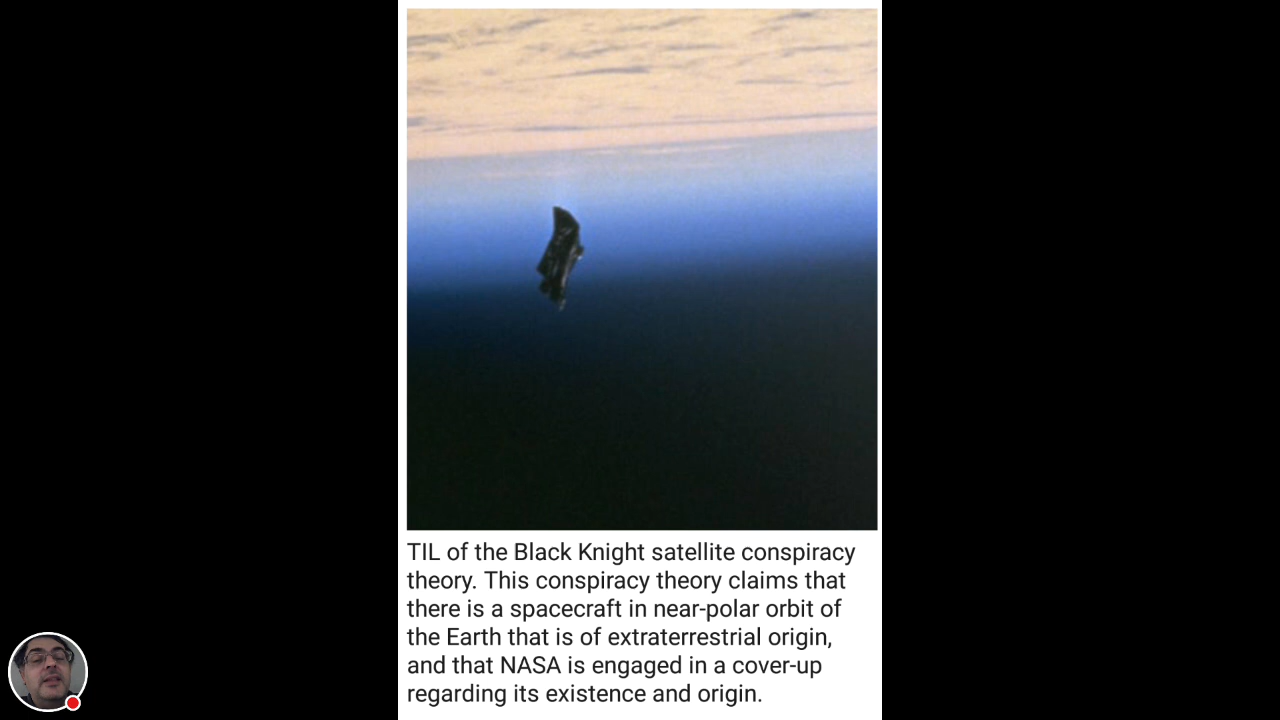 TIL of the Black Knight satellite conspiracy
theory. This conspiracy theory claims that
there is a spacecraft in near-polar orbit of
the Earth that is of extraterrestrial origin,
and that NASA is engaged in a cover-up
regarding its existence and origin.